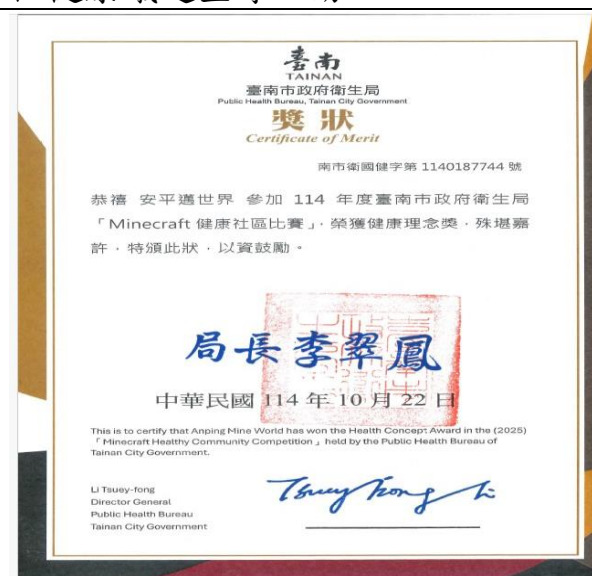 臺南
TAINAN
臺南市政府衛生局
Public Health Bureau, Tainan City Government
獎狀
Certificate of Merit
南市衛國健字第 1140187744 號
恭禧 安平邁世界 參加 114 年度臺南市政府衛生局
「Minecraft 健康社區比賽」,榮獲健康理念獎,殊堪嘉
許,特頒此狀,以資鼓勵。
局長李翠鳳
中華民國 114 年 10 月 22 日
This is to certify that Anping Mine World has won the Health Concept Award in the (2025)
「 Minecraft Healthy Community Competition 」 held by the Public Health Bureau of
Tainan City Government.
Li Tsuey-fong
Director General
Public Health Bureau
Tainan City Government
Tsuey Fong Li